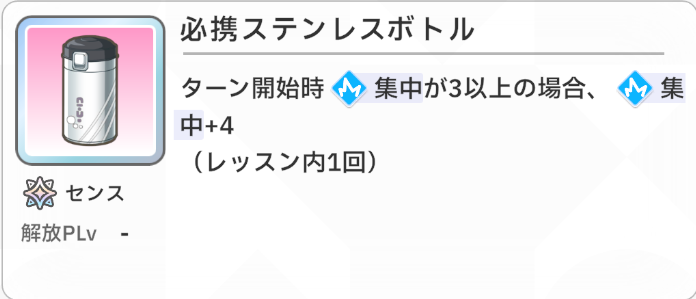 必携ステンレスボトル
ターン開始時 集中が3以上の場合、 集
中+4
（レッスン内1回）
センス
解放PLv -